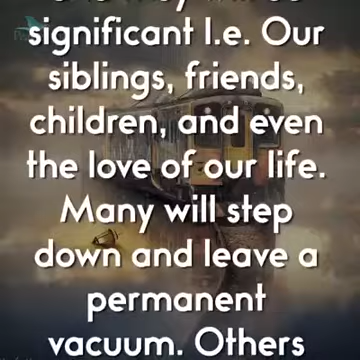 significant I.e. Our
siblings, friends,
children, and even
the love of our life.
Many will step
down and leave a
permanent
vacuum. Others